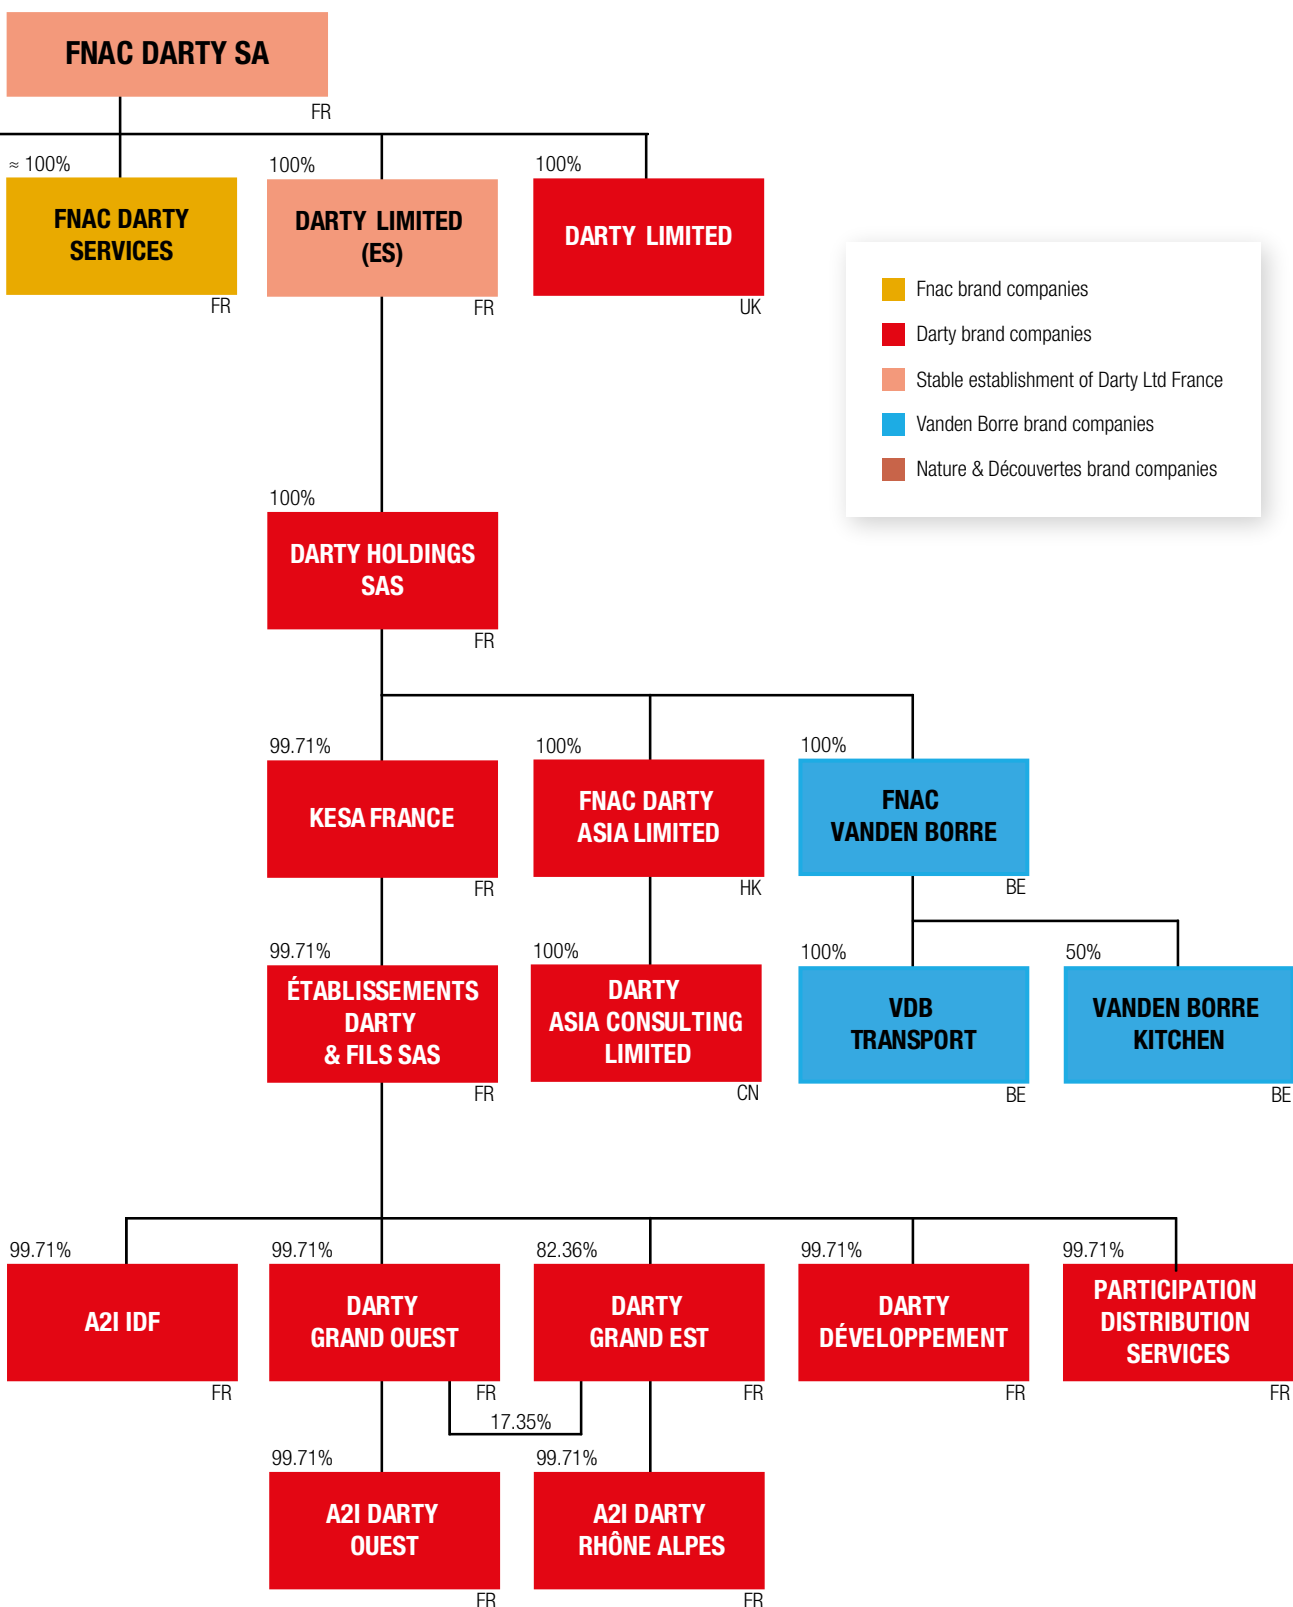 FNAC DARTY SA
FR
≈ 100%
FNAC DARTY
SERVICES
FR
100%
DARTY LIMITED
(ES)
FR
100%
DARTY LIMITED
UK
Fnac brand companies
Darty brand companies
Stable establishment of Darty Ltd France
Vanden Borre brand companies
Nature & Découvertes brand companies
100%
DARTY HOLDINGS
SAS
FR
99.71%
KESA FRANCE
FR
100%
FNAC DARTY
ASIA LIMITED
HK
100%
FNAC
VANDEN BORRE
BE
99.71%
ÉTABLISSEMENTS
DARTY
& FILS SAS
FR
100%
DARTY
ASIA CONSULTING
LIMITED
CN
100%
VDB
TRANSPORT
BE
50%
VANDEN BORRE
KITCHEN
BE
99.71%
A2I IDF
FR
99.71%
DARTY
GRAND OUEST
FR
82.36%
DARTY
GRAND EST
FR
99.71%
DARTY
DÉVELOPPEMENT
FR
99.71%
PARTICIPATION
DISTRIBUTION
SERVICES
FR
17.35%
99.71%
A2I DARTY
OUEST
FR
99.71%
A2I DARTY
RHÔNE ALPES
FR